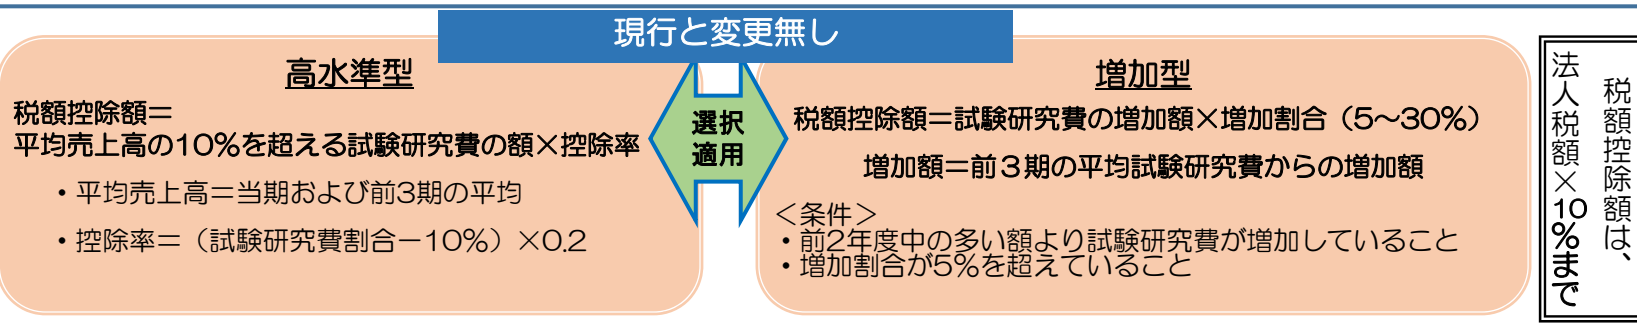 現行と変更無し
高水準型
税額控除額＝
平均売上高の10％を超える試験研究費の額×控除率
・平均売上高＝当期および前3期の平均
・控除率＝（試験研究費割合－10％）×0.2
選択
適用
増加型
税額控除額＝試験研究費の増加額×増加割合（5～30％）
増加額＝前３期の平均試験研究費からの増加額
＜条件＞
・前2年度中の多い額より試験研究費が増加していること
・増加割合が5％を超えていること
税額控除額は、
法人税額×10％まで